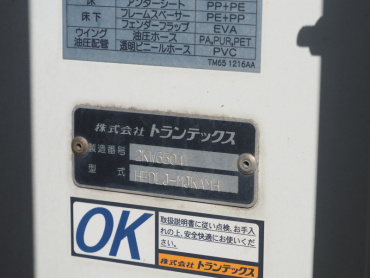 床 アンダーシート PP+PE
床下 フレームスペーサー PE+PP
フェンダーフラップ EVA
ウイング 油圧ホース PA,PUR,PET
油圧配管 透明ビニールホース PVC
TM65 1216AA
株式会社 トランテックス
製造番号
型式
OK
取扱説明書に従い点検、お手入
れの上、安全快適にお使いくだ
さい。
株式会社 トランテックス